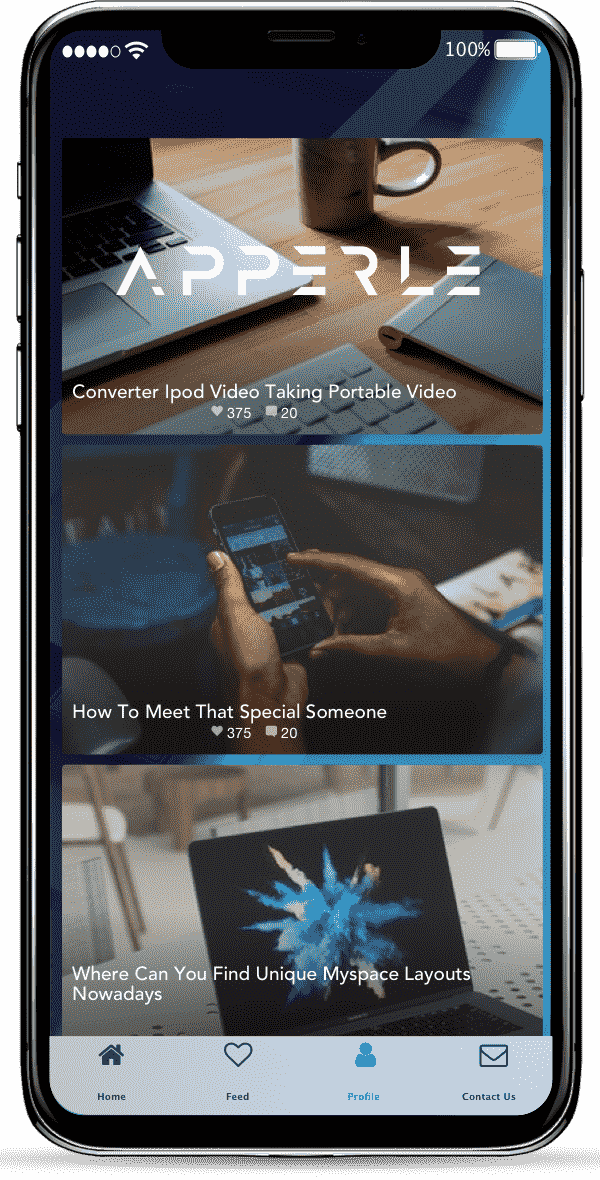 100%
APPERLE
Converter Ipod Video Taking Portable Video
375 20
How To Meet That Special Someone
375 20
Where Can You Find Unique Myspace Layouts
Nowadays
Home Feed Profile Contact Us